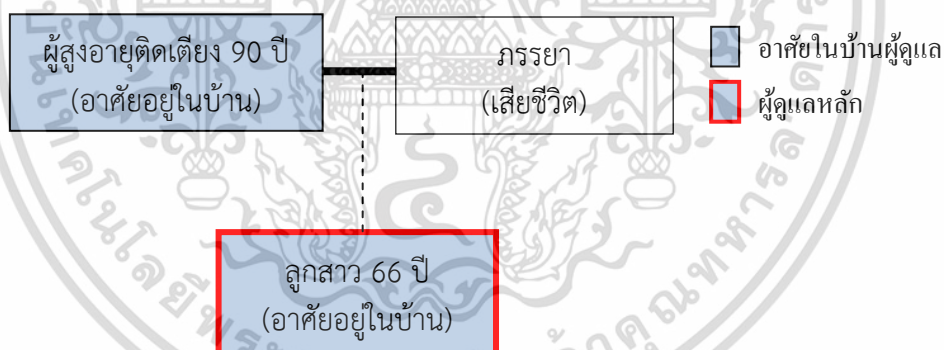 ผู้สูงอายุติดเตียง 90 ปี
(อาศัยอยู่ในบ้าน)
ภรรยา
(เสียชีวิต)
อาศัยในบ้านผู้ดูแล
ผู้ดูแลหลัก
ลูกสาว 66 ปี
(อาศัยอยู่ในบ้าน)